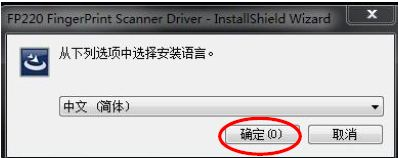 FP220 FingerPrint Scanner Driver - InstallShield Wizard
从下列选项中选择安装语言。
中文 (简体)
确定(O) 取消